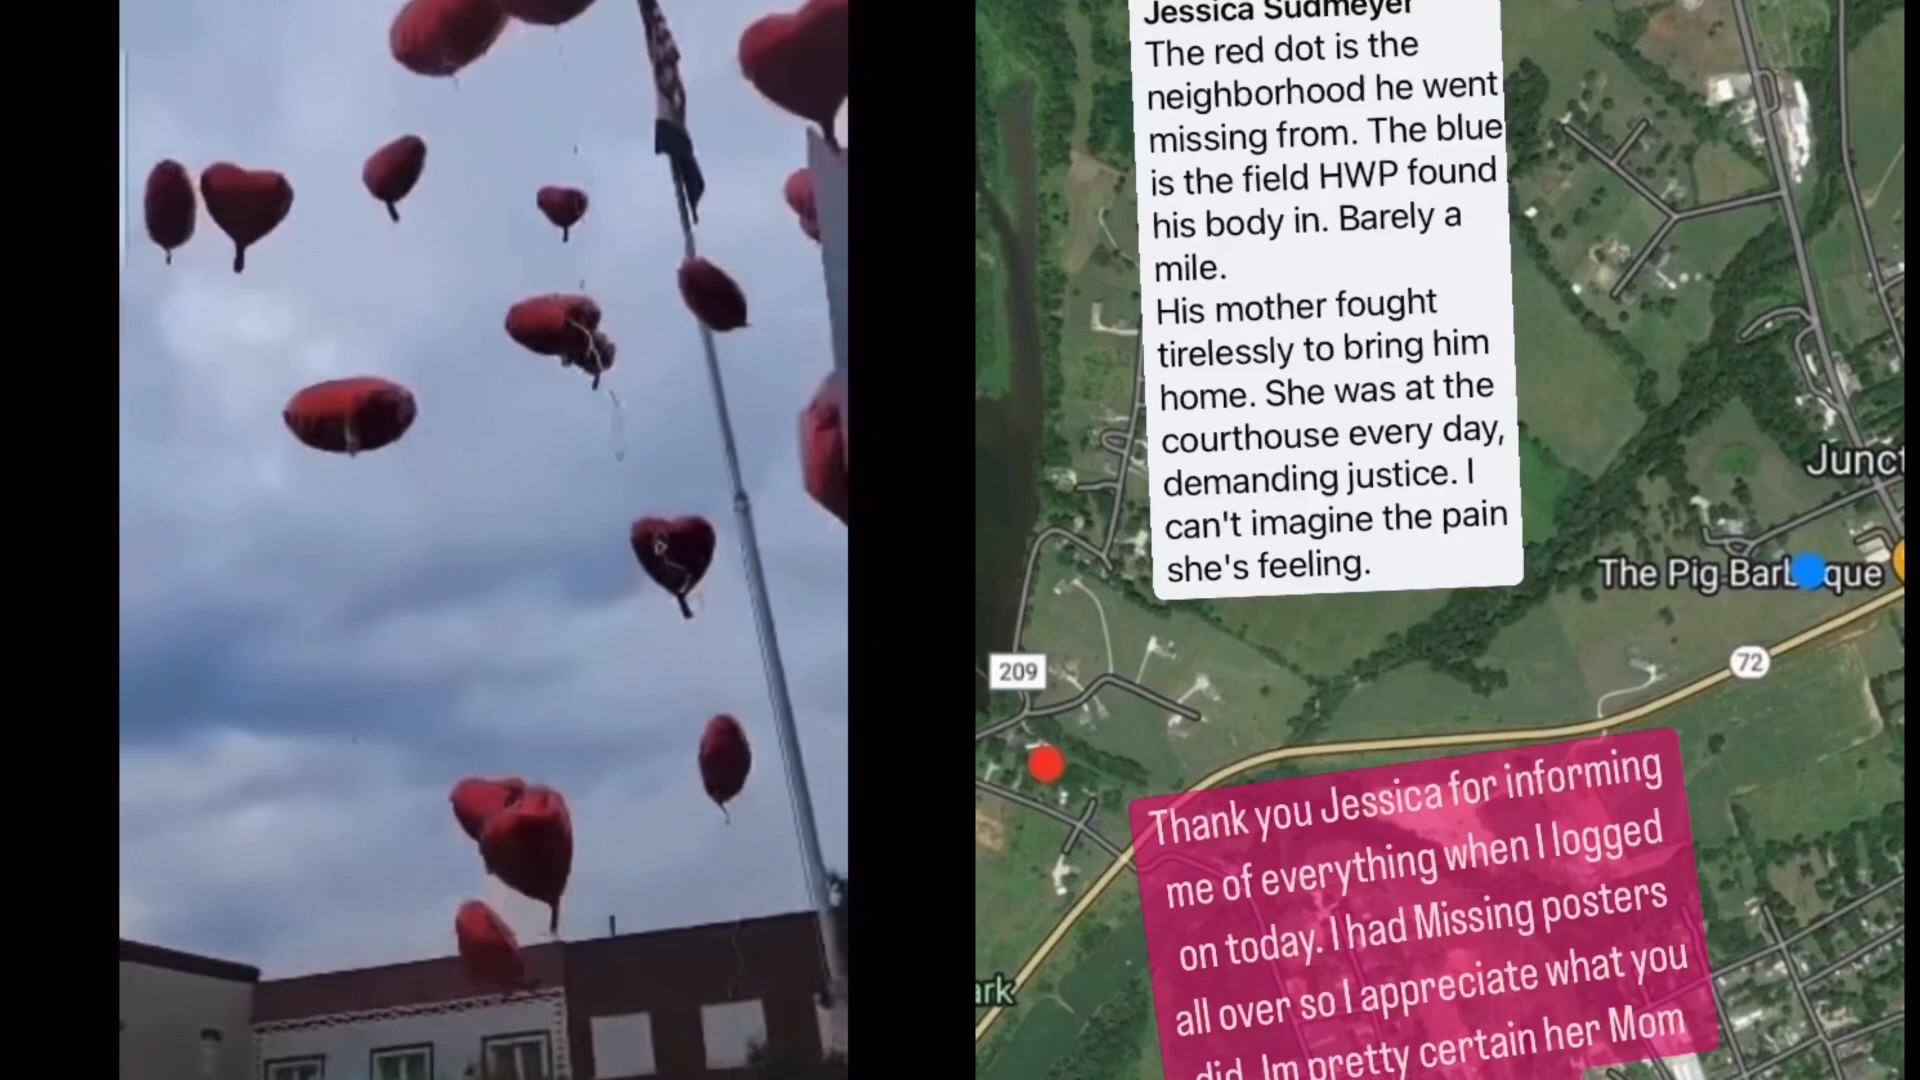 Jessica Sudmeyer
The red dot is the
neighborhood he went
missing from. The blue
is the field HWP found
his body in. Barely a
mile.
His mother fought
tirelessly to bring him
home. She was at the
courthouse every day,
demanding justice. I
can't imagine the pain
she's feeling.
Junct
The Pig Barbque
72
209
Thank you Jessica for informing
me of everything when I logged
on today. I had Missing posters
all over so I appreciate what you
did. Im pretty certain her Mom
ark